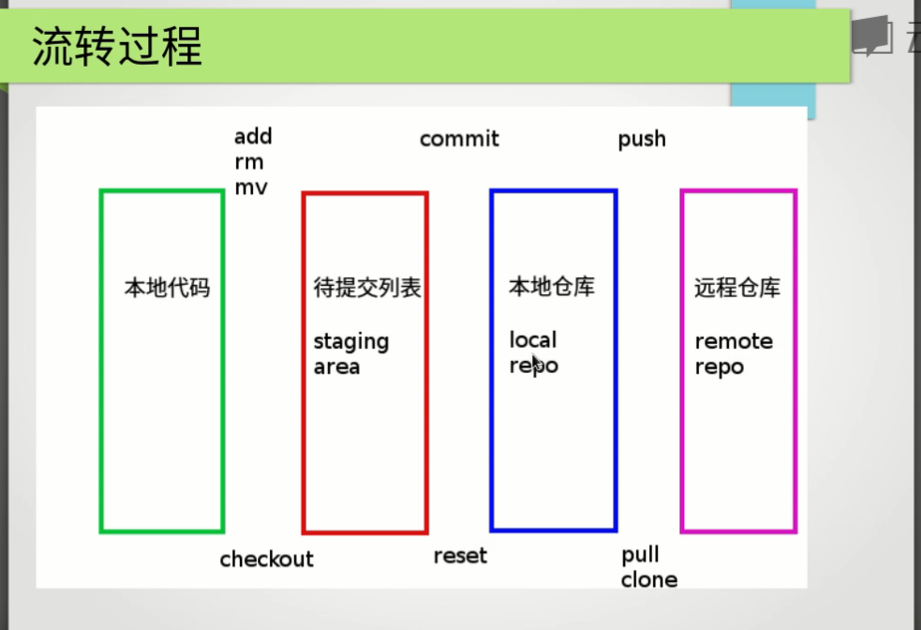 流转过程
add
rm
mv
commit
push
本地代码
待提交列表
staging
area
本地仓库
local
repo
远程仓库
remote
repo
checkout
reset
pull
clone